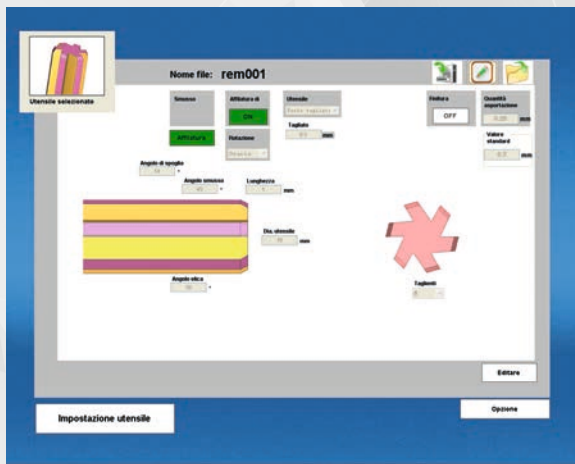 Utensile selezionato
Nome file: rem001
Smusso
Affilatura
Affilatura di
ON
Rotazione
Utensile
Tagliato
mm
Finitura
OFF
Quantità
asportazione
mm
Valore
standard
mm
Angolo di spoglia
Angolo smusso
Lunghezza
mm
Dia. utensile
mm
Angolo elica
Taglienti
Editare
Impostazione utensile
Opzione